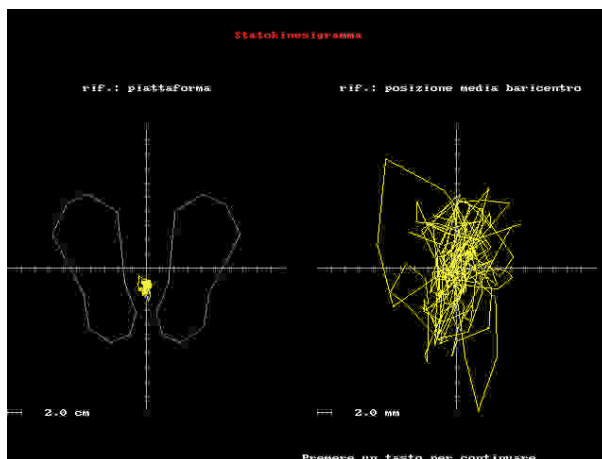 Statokinesigramma
rif.: piattaforma
rif.: posizione media baricentro
2.0 cm
2.0 mm
Premere un tasto per continuare